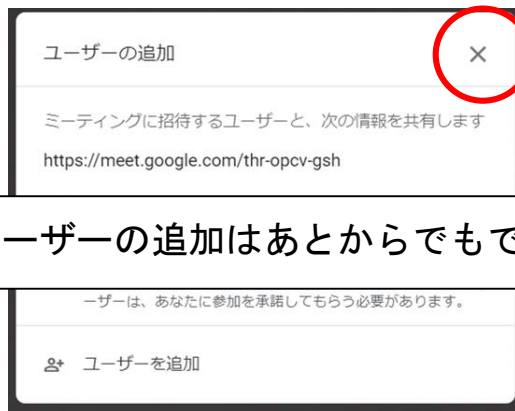 ユーザーの追加
ミーティングに招待するユーザーと、次の情報を共有します
https://meet.google.com/thr-opcv-gsh
ーザーの追加はあとからでもで
ーザーは、あなたに参加を承諾してもらう必要があります。
ユーザーを追加